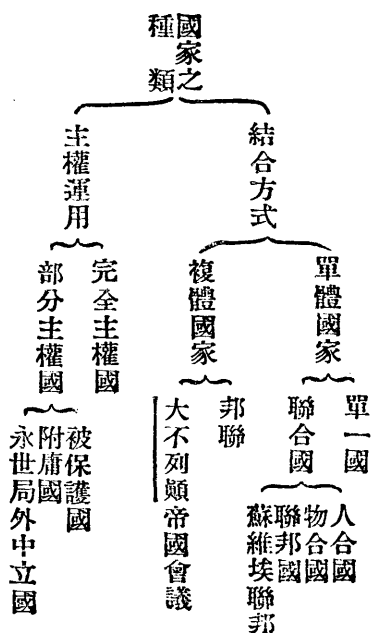 國家之
種類
結合方式
單體國家
單一國
聯合國
人合國
物合國
聯邦國
蘇維埃聯邦
複體國家
邦聯
大不列顚帝國會議
主權運用
完全主權國
部分主權國
被保護國
附庸國
永世局外中立國